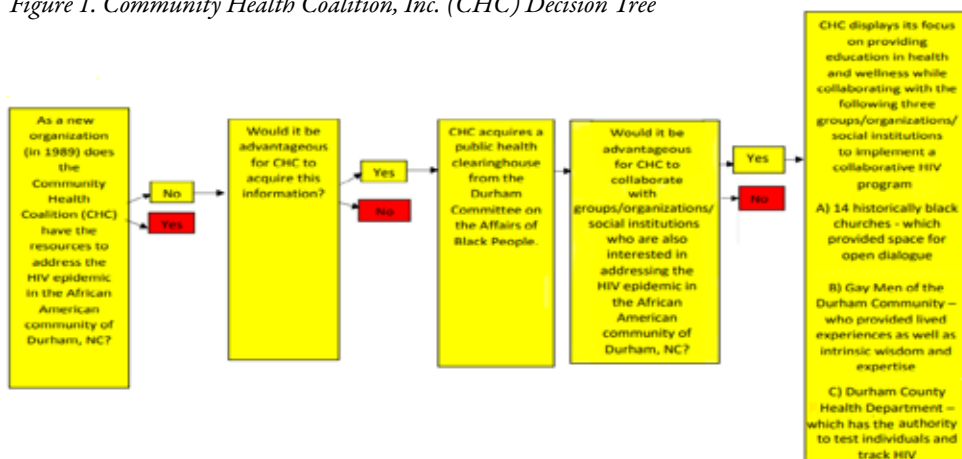 Figure 1. Community Health Coalition, Inc. (CHC) Decision Tree
As a new
organization
(in 1989) does
the
Community
Health
Coalition (CHC)
have the
resources to
address the
HIV epidemic
in the African
American
community of
Durham, NC?
No
Yes
Would it be
advantageous
for CHC to
acquire this
information?
Yes
No
CHC acquires a
public health
clearinghouse
from the
Durham
Committee on
the Affairs of
Black People.
Would it be
advantageous
for CHC to
collaborate
with
groups/organizations/
social institutions
who are also
interested in
addressing the
HIV epidemic in
the African
American
community of
Durham, NC?
Yes
No
CHC displays its focus
on providing
education in health
and wellness while
collaborating with the
following three
groups/organizations/
social institutions
to implement a
collaborative HIV
program
A) 14 historically black
churches - which
provided space for
open dialogue
B) Gay Men of the
Durham Community –
who provided lived
experiences as well as
intrinsic wisdom and
expertise
C) Durham County
Health Department –
which has the authority
to test individuals and
track HIV